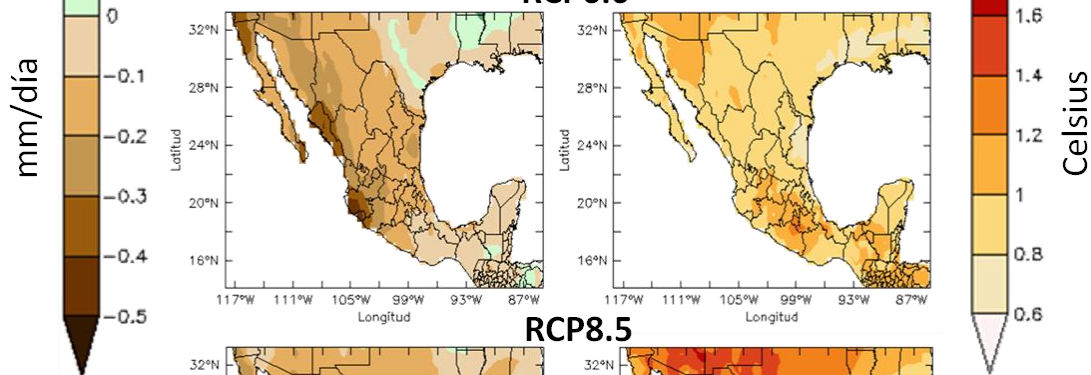 RCP6.0
0
−0.1
−0.2
−0.3
−0.4
−0.5
mm/día
32°N
28°N
24°N
20°N
16°N
Latitud
117°W 111°W 105°W 99°W 93°W 87°W
Longitud
32°N
28°N
24°N
20°N
16°N
Latitud
117°W 111°W 105°W 99°W 93°W 87°W
Longitud
1.6
1.4
1.2
1
0.8
0.6
Celsius
RCP8.5
32°N
32°N